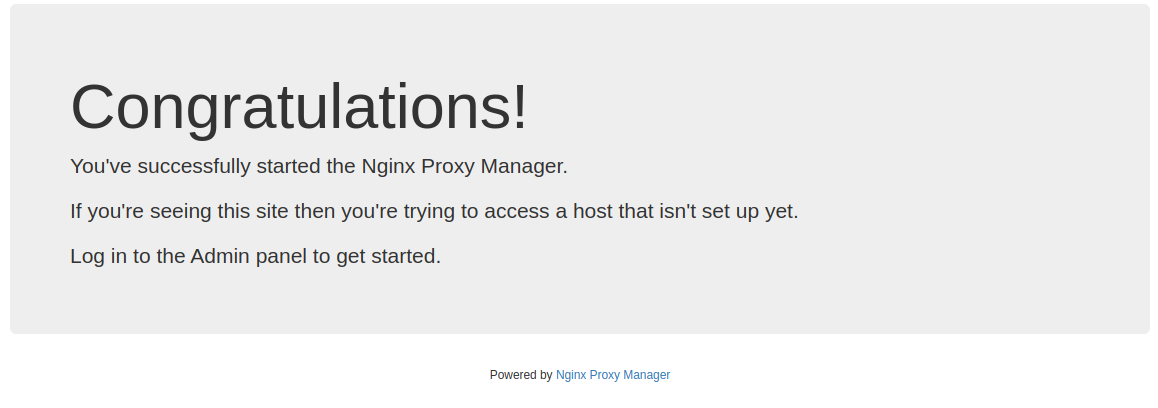 Congratulations!
You've successfully started the Nginx Proxy Manager.
If you're seeing this site then you're trying to access a host that isn't set up yet.
Log in to the Admin panel to get started.
Powered by Nginx Proxy Manager